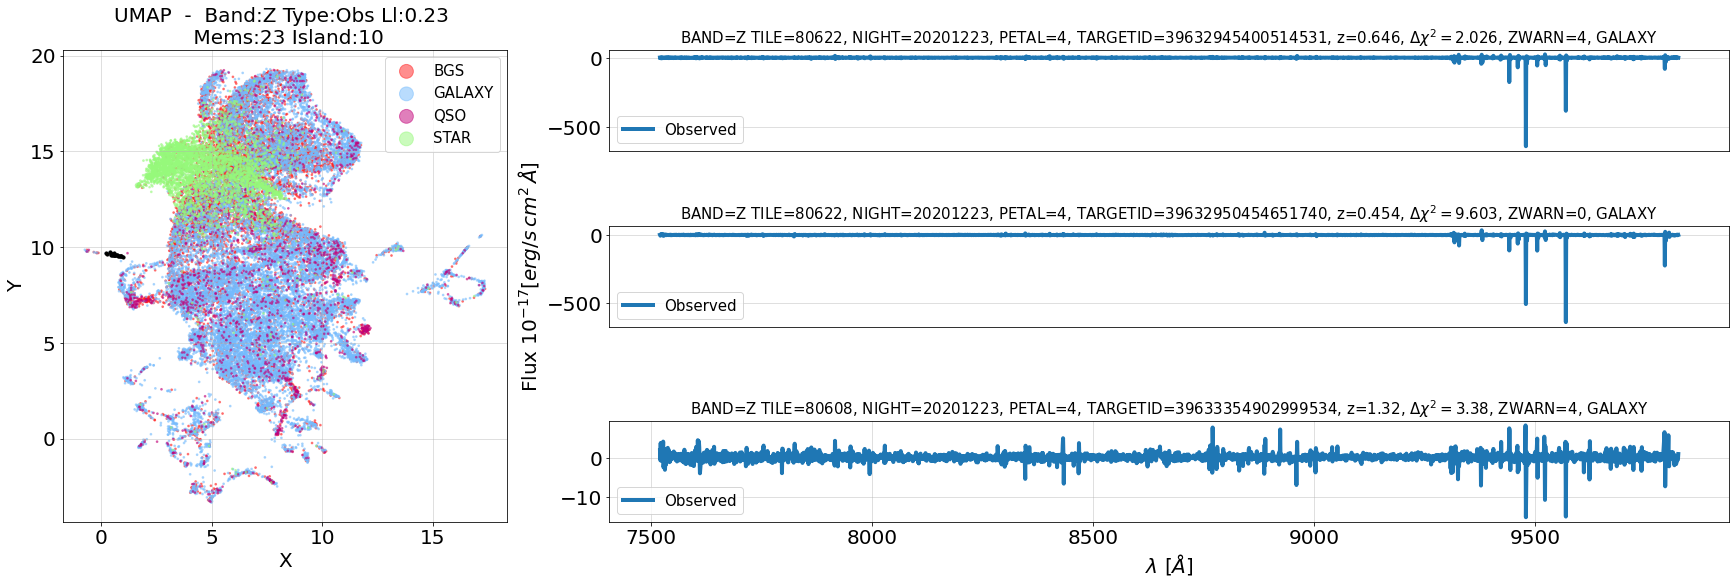 UMAP - Band:Z Type:Obs Ll:0.23
Mems:23 Island:10
20
15
10
5
0
Y
0 5 10 15
X
BGS
GALAXY
QSO
STAR
Flux 10⁻¹⁷[erg/s cm² Å]
BAND=Z TILE=80622, NIGHT=20201223, PETAL=4, TARGETID=39632945400514531, z=0.646, Δχ² = 2.026, ZWARN=4, GALAXY
0
−500
Observed
BAND=Z TILE=80622, NIGHT=20201223, PETAL=4, TARGETID=39632950454651740, z=0.454, Δχ² = 9.603, ZWARN=0, GALAXY
0
−500
Observed
BAND=Z TILE=80608, NIGHT=20201223, PETAL=4, TARGETID=39633354902999534, z=1.32, Δχ² = 3.38, ZWARN=4, GALAXY
0
−10
Observed
7500 8000 8500 9000 9500
λ [Å]